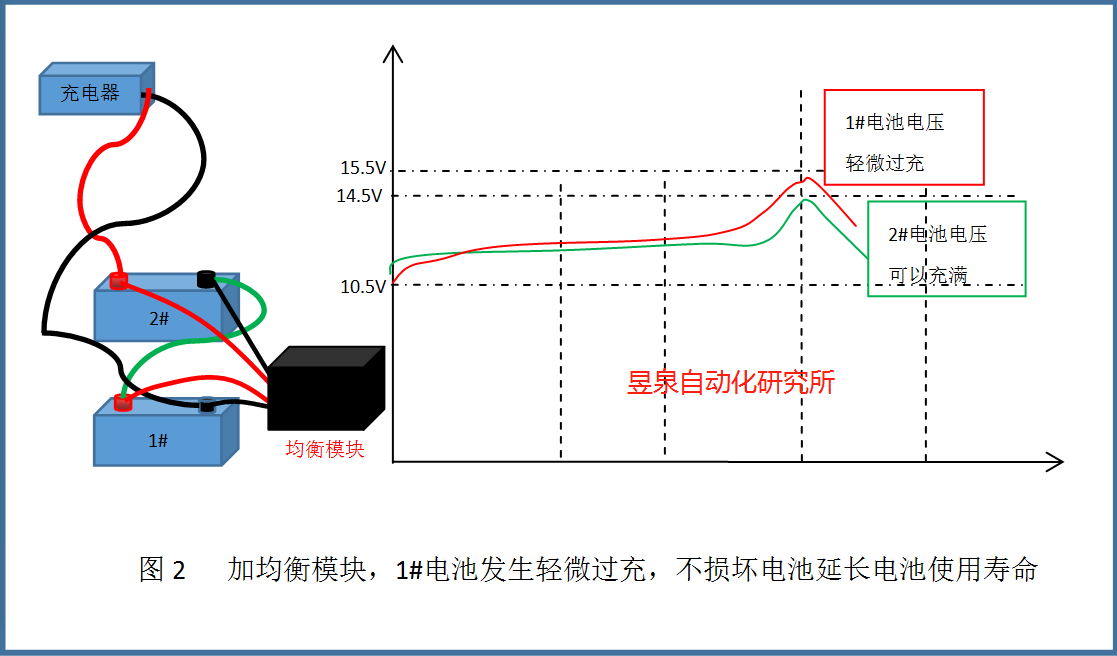 充电器
2#
1#
均衡模块
15.5V
14.5V
10.5V
1#电池电压
轻微过充
2#电池电压
可以充满
昱泉自动化研究所
图2 加均衡模块，1#电池发生轻微过充，不损坏电池延长电池使用寿命